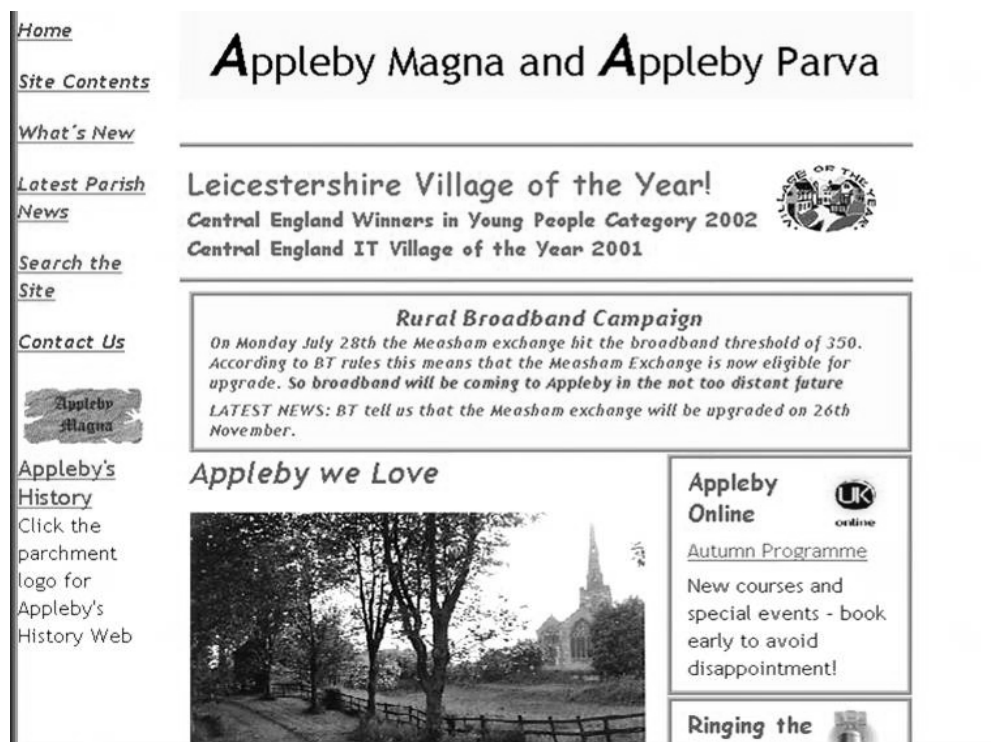 Home
Site Contents
What´s New
Latest Parish
News
Search the
Site
Contact Us
Appleby
Magna
Appleby's
History
Click the
parchment
logo for
Appleby's
History Web
Appleby Magna and Appleby Parva
Leicestershire Village of the Year!
Central England Winners in Young People Category 2002
Central England IT Village of the Year 2001
VILLAGE OF THE YEAR
Rural Broadband Campaign
On Monday July 28th the Measham exchange hit the broadband threshold of 350.
According to BT rules this means that the Measham Exchange is now eligible for
upgrade. So broadband will be coming to Appleby in the not too distant future
LATEST NEWS: BT tell us that the Measham exchange will be upgraded on 26th
November.
Appleby we Love
Appleby
Online
UK
online
Autumn Programme
New courses and
special events - book
early to avoid
disappointment!
Ringing the